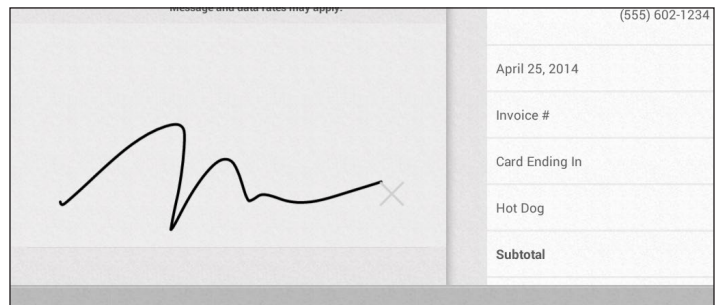 Message and data rates may apply.
(555) 602-1234
April 25, 2014
Invoice #
Card Ending In
Hot Dog
Subtotal